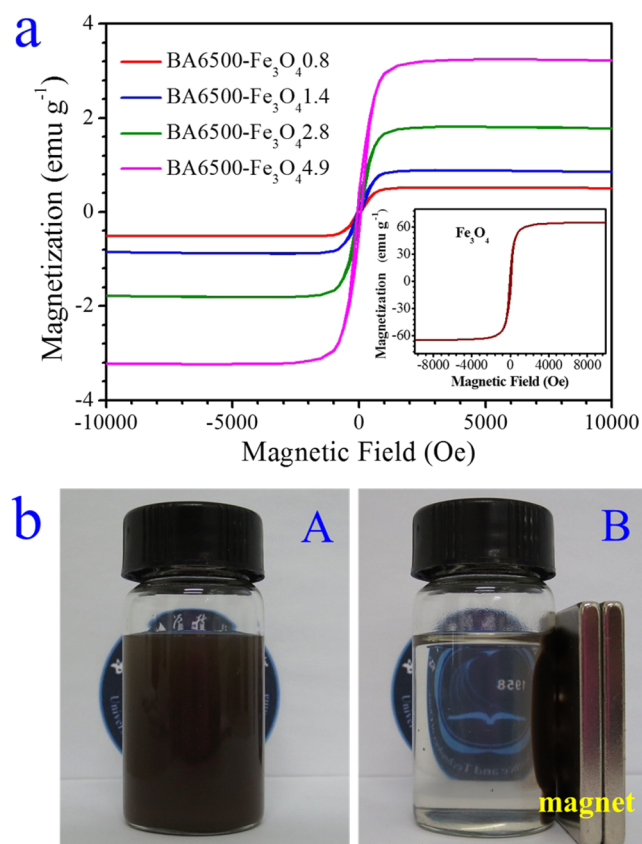 a
BA6500-Fe₃O₄0.8
BA6500-Fe₃O₄1.4
BA6500-Fe₃O₄2.8
BA6500-Fe₃O₄4.9
Magnetization (emu g⁻¹)
4
2
0
-2
-4
-10000 -5000 0 5000 10000
Magnetic Field (Oe)
Fe₃O₄
Magnetization (emu g⁻¹)
60
30
0
-30
-60
-8000 -4000 0 4000 8000
Magnetic Field (Oe)
b
A
B
1958
magnet